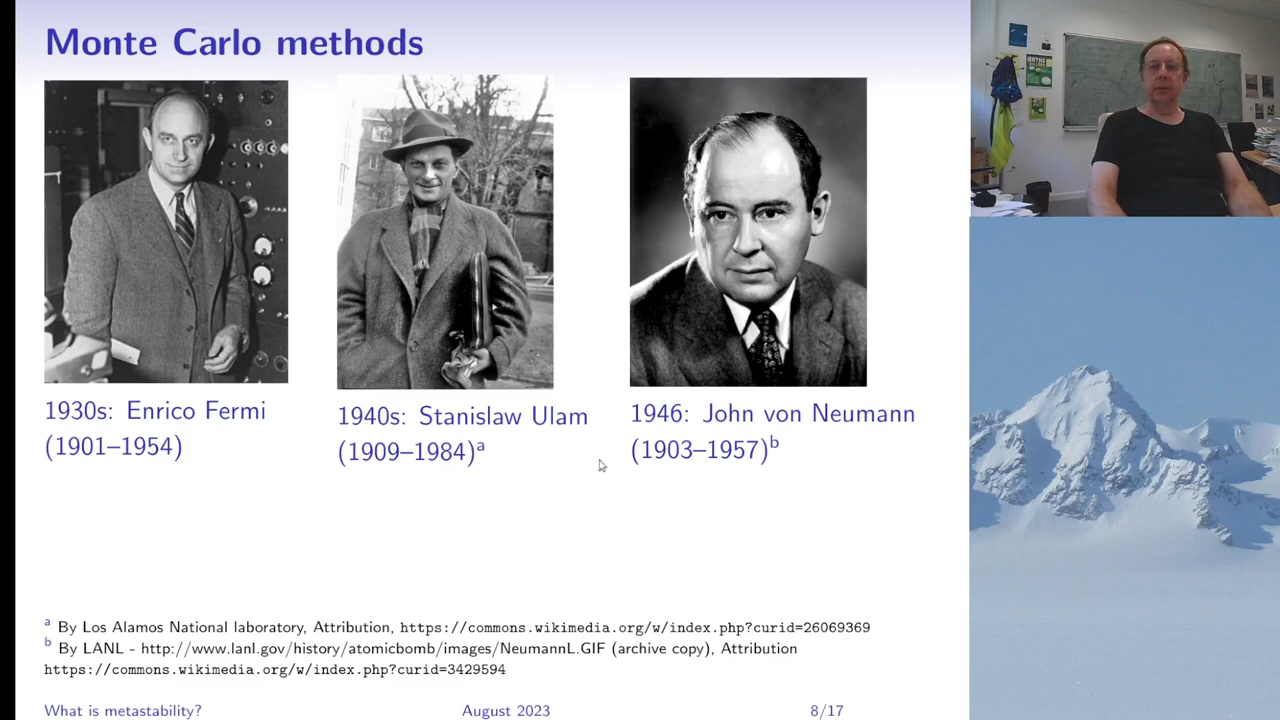 Monte Carlo methods
1930s: Enrico Fermi
(1901–1954)
1940s: Stanislaw Ulam
(1909–1984)a
1946: John von Neumann
(1903–1957)b
a By Los Alamos National laboratory, Attribution, https://commons.wikimedia.org/w/index.php?curid=26069369
b By LANL - http://www.lanl.gov/history/atomicbomb/images/NeumannL.GIF (archive copy), Attribution
https://commons.wikimedia.org/w/index.php?curid=3429594
What is metastability?
August 2023
8/17